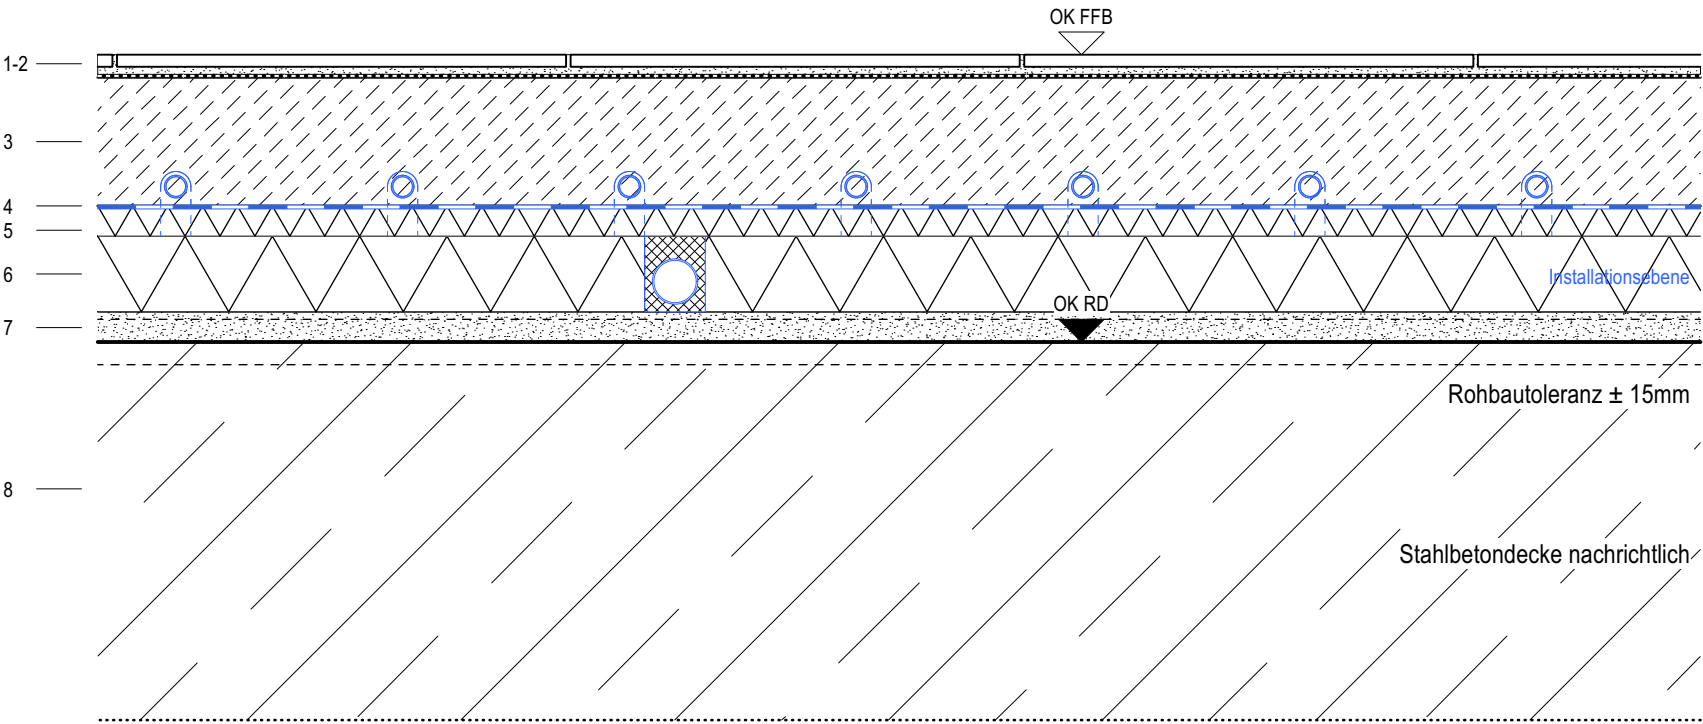 OK FFB
1-2
3
4
5
6
Installationsebene
OK RD
7
Rohbautoleranz ± 15mm
8
Stahlbetondecke nachrichtlich